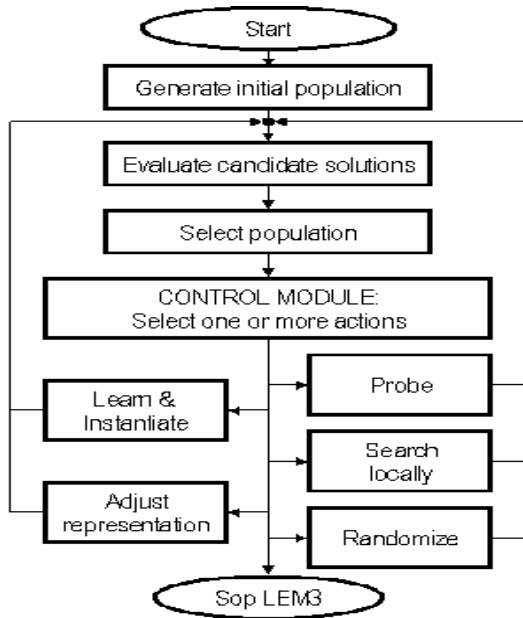 Start
Generate initial population
Evaluate candidate solutions
Select population
CONTROL MODULE:
Select one or more actions
Learn &
Instantiate
Probe
Search
locally
Adjust
representation
Randomize
Sop LEM3